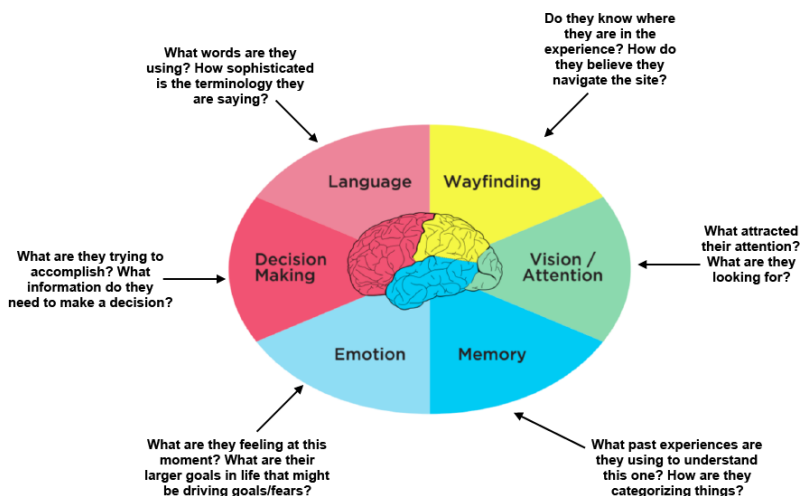 Do they know where
they are in the
experience? How do
they believe they
navigate the site?
What words are they
using? How sophisticated
is the terminology they
are saying?
Language
Wayfinding
Decision
Making
Vision /
Attention
Emotion
Memory
What attracted
their attention?
What are they
looking for?
What are they trying to
accomplish? What
information do they
need to make a decision?
What are they feeling at this
moment? What are their
larger goals in life that might
be driving goals/fears?
What past experiences are
they using to understand
this one? How are they
categorizing things?